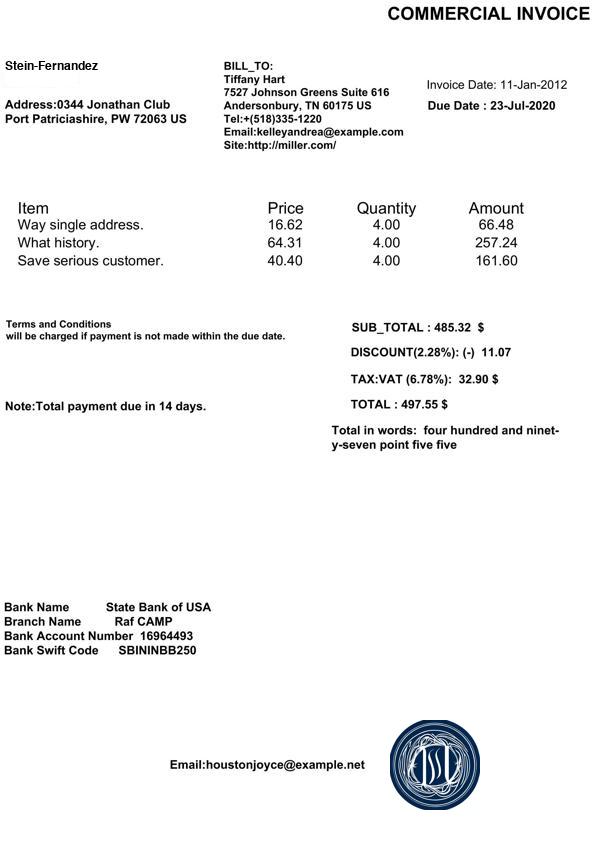 COMMERCIAL INVOICE
Stein-Fernandez
Address:0344 Jonathan Club
Port Patriciashire, PW 72063 US
BILL_TO:
Tiffany Hart
7527 Johnson Greens Suite 616
Andersonbury, TN 60175 US
Tel:+(518)335-1220
Email:kelleyandrea@example.com
Site:http://miller.com/
Invoice Date: 11-Jan-2012
Due Date : 23-Jul-2020
Item Price Quantity Amount
Way single address. 16.62 4.00 66.48
What history. 64.31 4.00 257.24
Save serious customer. 40.40 4.00 161.60
Terms and Conditions
will be charged if payment is not made within the due date.
Note:Total payment due in 14 days.
SUB_TOTAL : 485.32 $
DISCOUNT(2.28%): (-) 11.07
TAX:VAT (6.78%): 32.90 $
TOTAL : 497.55 $
Total in words: four hundred and ninet-
y-seven point five five
Bank Name State Bank of USA
Branch Name Raf CAMP
Bank Account Number 16964493
Bank Swift Code SBININBB250
Email:houstonjoyce@example.net